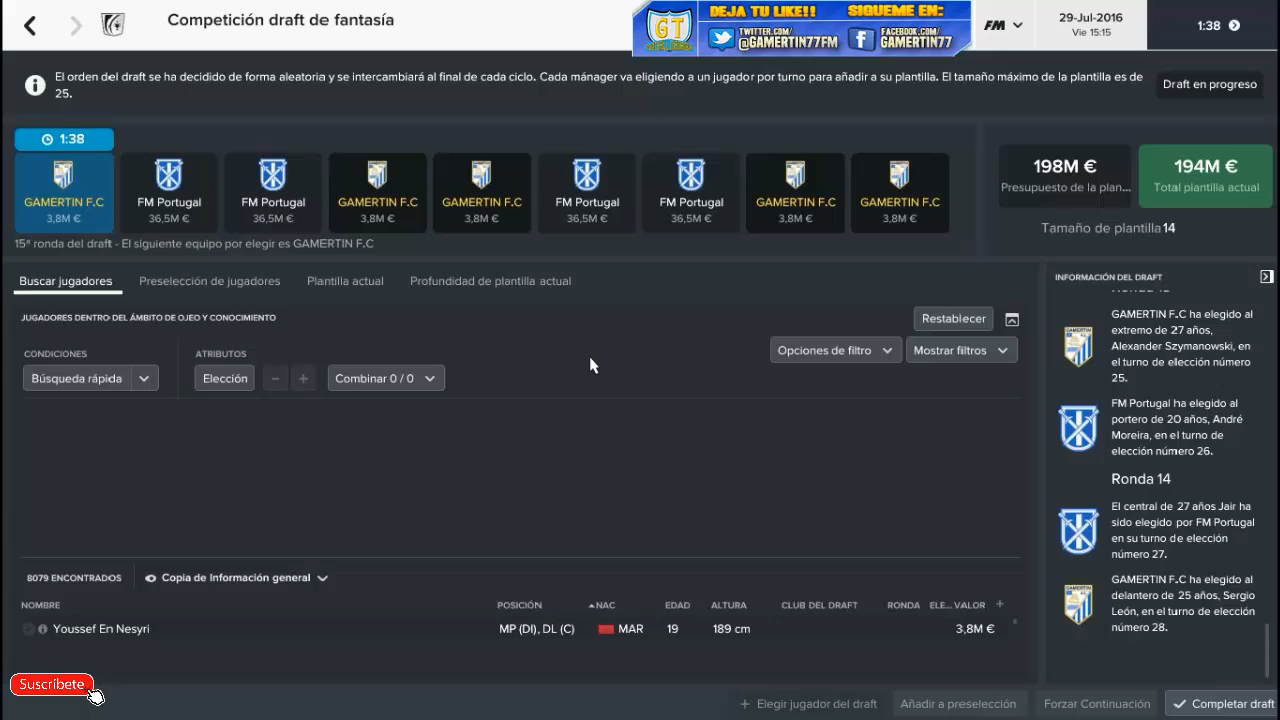 Competición draft de fantasía
DEJA TU LIKE!! SIGUEME EN:
TWITTER.COM/ @GAMERTIN77FM
FACEBOOK.COM/ GAMERTIN77
GT
FM
29-Jul-2016
Vie 15:15
1:38
El orden del draft se ha decidido de forma aleatoria y se intercambiará al final de cada ciclo. Cada mánager va eligiendo a un jugador por turno para añadir a su plantilla. El tamaño máximo de la plantilla es de
25.
Draft en progreso
1:38
GAMERTIN F.C
3,8M €
FM Portugal
36,5M €
FM Portugal
36,5M €
GAMERTIN F.C
3,8M €
GAMERTIN F.C
3,8M €
FM Portugal
36,5M €
FM Portugal
36,5M €
GAMERTIN F.C
3,8M €
GAMERTIN F.C
3,8M €
198M €
Presupuesto de la plan...
194M €
Total plantilla actual
Tamaño de plantilla 14
15ª ronda del draft - El siguiente equipo por elegir es GAMERTIN F.C
Buscar jugadores
Preselección de jugadores
Plantilla actual
Profundidad de plantilla actual
JUGADORES DENTRO DEL ÁMBITO DE OJEO Y CONOCIMIENTO
Restablecer
Opciones de filtro
Mostrar filtros
CONDICIONES
ATRIBUTOS
Búsqueda rápida
Elección
Combinar 0 / 0
8079 ENCONTRADOS
Copia de Información general
NOMBRE
POSICIÓN
NAC
EDAD
ALTURA
CLUB DEL DRAFT
RONDA
ELE...
VALOR
Youssef En Nesyri
MP (DI), DL (C)
MAR
19
189 cm
3,8M €
INFORMACIÓN DEL DRAFT
GAMERTIN F.C ha elegido al
extremo de 27 años,
Alexander Szymanowski, en
el turno de elección número
25.
FM Portugal ha elegido al
portero de 20 años, André
Moreira, en el turno de
elección número 26.
Ronda 14
El central de 27 años Jair ha
sido elegido por FM Portugal
en su turno de elección
número 27.
GAMERTIN F.C ha elegido al
delantero de 25 años, Sergio
León, en el turno de elección
número 28.
Suscríbete
Elegir jugador del draft
Añadir a preselección
Forzar Continuación
Completar draft